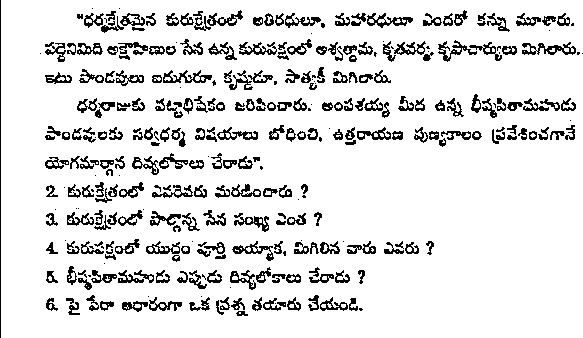 "ధర్మక్షేత్రమైన కురుక్షేత్రంలో అతిరధులూ, మహారధులూ ఎందరో కన్ను మూశారు.
పద్దెనిమిది అక్షౌహిణుల సేన ఉన్న కురుపక్షంలో అశ్వత్థామ, కృతవర్మ, కృపాచార్యులు మిగిలారు.
ఇటు పాండవులు ఐదుగురూ, కృష్ణుడూ, సాత్యకీ మిగిలారు.
ధర్మరాజుకు పట్టాభిషేకం జరిపించారు. అంపశయ్య మీద ఉన్న భీష్మపితామహుడు
పాండవులకు సర్వధర్మ విషయాలు బోధించి, ఉత్తరాయణ పుణ్యకాలం ప్రవేశించగానే
యోగమార్గాన దివ్యలోకాలు చేరాడు".
2. కురుక్షేత్రంలో ఎవరెవరు మరణించారు ?
3. కురుక్షేత్రంలో పాల్గొన్న సేన సంఖ్య ఎంత ?
4. కురుపక్షంలో యుద్ధం పూర్తి అయ్యాక, మిగిలిన వారు ఎవరు ?
5. భీష్మపితామహుడు ఎప్పుడు దివ్యలోకాలు చేరాడు ?
6. పై పేరా ఆధారంగా ఒక ప్రశ్న తయారు చేయండి.